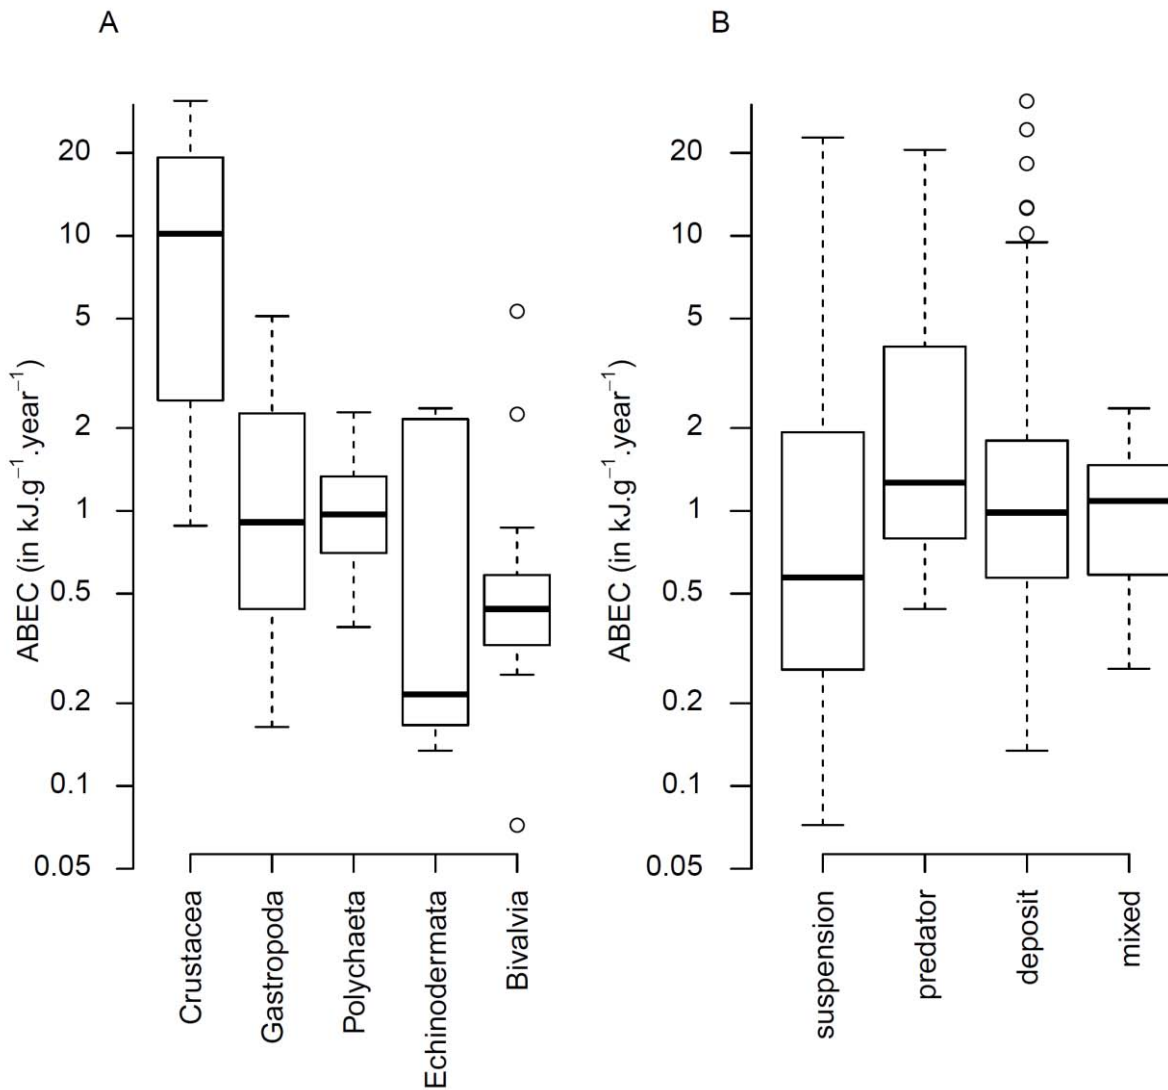 A
ABEC (in kJ.g⁻¹.year⁻¹)
20
10
5
2
1
0.5
0.2
0.1
0.05
Crustacea
Gastropoda
Polychaeta
Echinodermata
Bivalvia
B
ABEC (in kJ.g⁻¹.year⁻¹)
20
10
5
2
1
0.5
0.2
0.1
0.05
suspension
predator
deposit
mixed